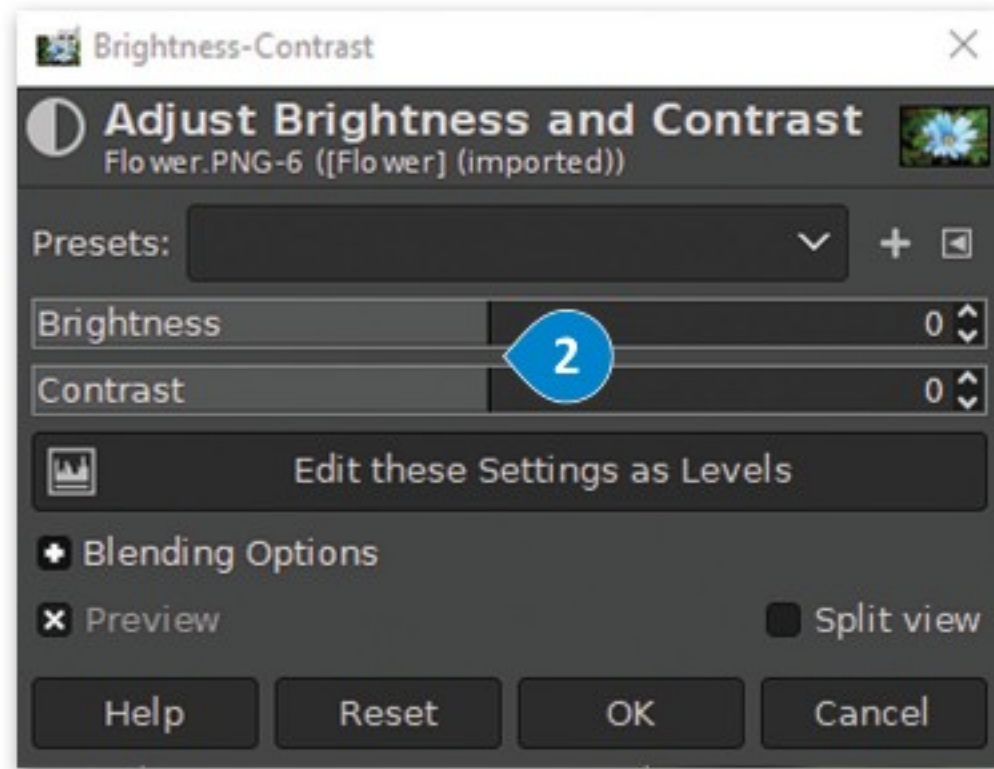 Brightness-Contrast
Adjust Brightness and Contrast
Flower.PNG-6 ([Flower] (imported))
Presets:
Brightness 0
2
Contrast 0
Edit these Settings as Levels
Blending Options
Preview Split view
Help Reset OK Cancel